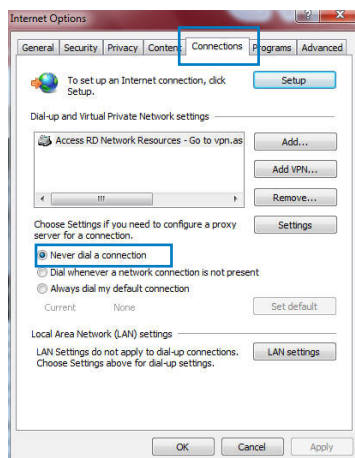 Internet Options
General Security Privacy Content Connections Programs Advanced
To set up an Internet connection, click
Setup.
Setup
Dial-up and Virtual Private Network settings
Access RD Network Resources - Go to vpn.as
Add...
Add VPN...
Remove...
Choose Settings if you need to configure a proxy
server for a connection.
Settings
Never dial a connection
Dial whenever a network connection is not present
Always dial my default connection
Current None Set default
Local Area Network (LAN) settings
LAN Settings do not apply to dial-up connections.
Choose Settings above for dial-up settings.
LAN settings
OK Cancel Apply